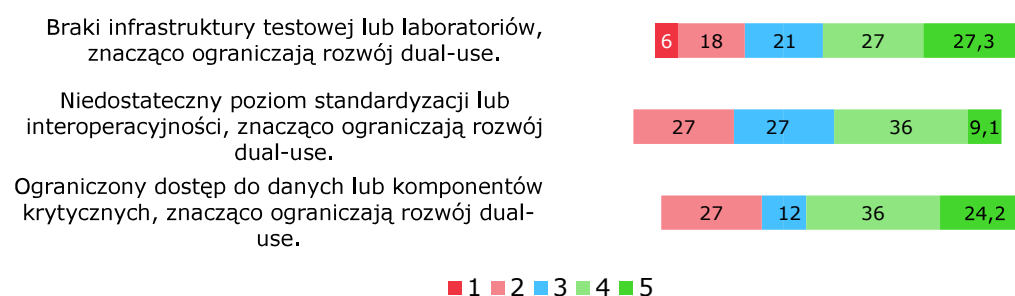 Braki infrastruktury testowej lub laboratoriów,
znacząco ograniczają rozwój dual-use.
6 18 21 27 27,3
Niedostateczny poziom standardyzacji lub
interoperacyjności, znacząco ograniczają rozwój
dual-use.
27 27 36 9,1
Ograniczony dostęp do danych lub komponentów
krytycznych, znacząco ograniczają rozwój dual-
use.
27 12 36 24,2
1 2 3 4 5